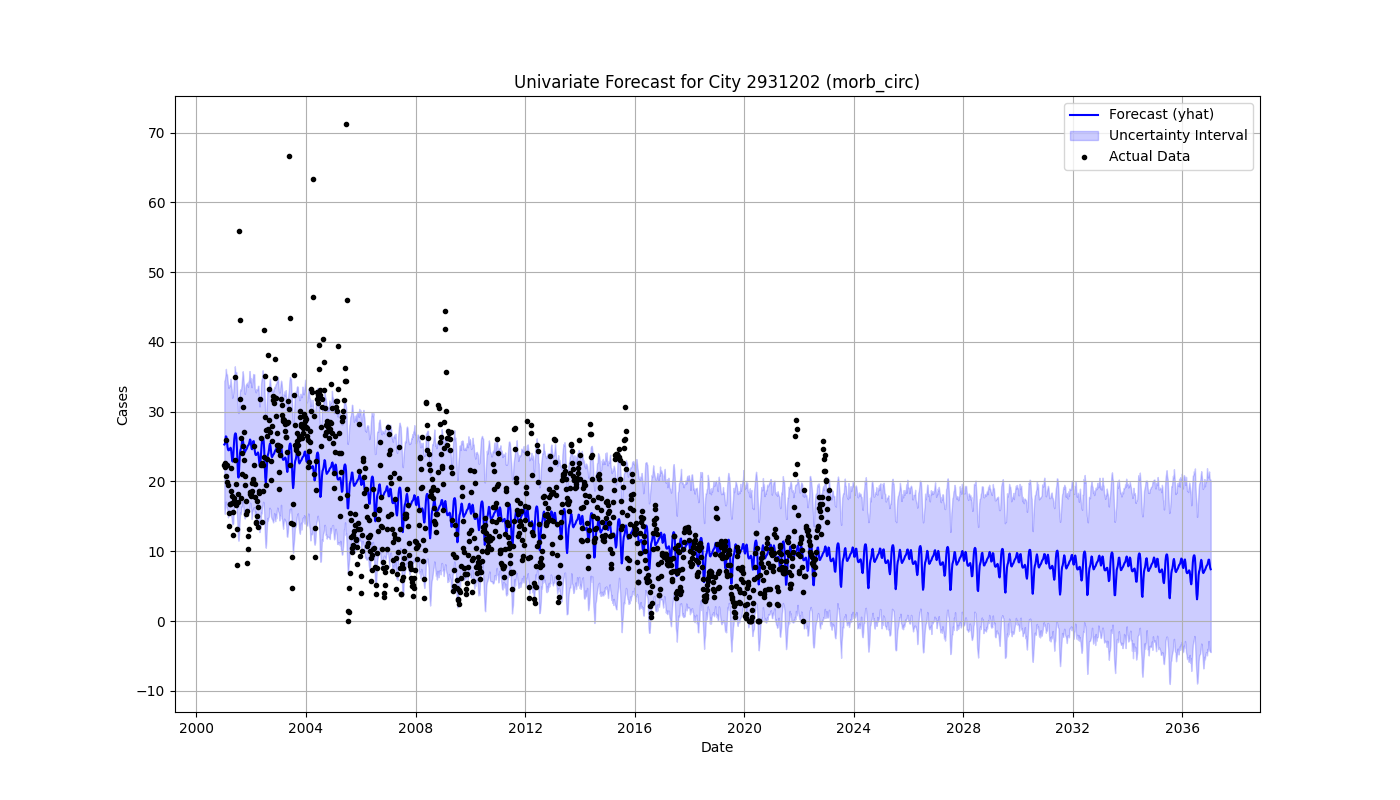 Univariate Forecast for City 2931202 (morb_circ)
Forecast (yhat)
Uncertainty Interval
Actual Data
Cases
70
60
50
40
30
20
10
0
−10
2000 2004 2008 2012 2016 2020 2024 2028 2032 2036
Date